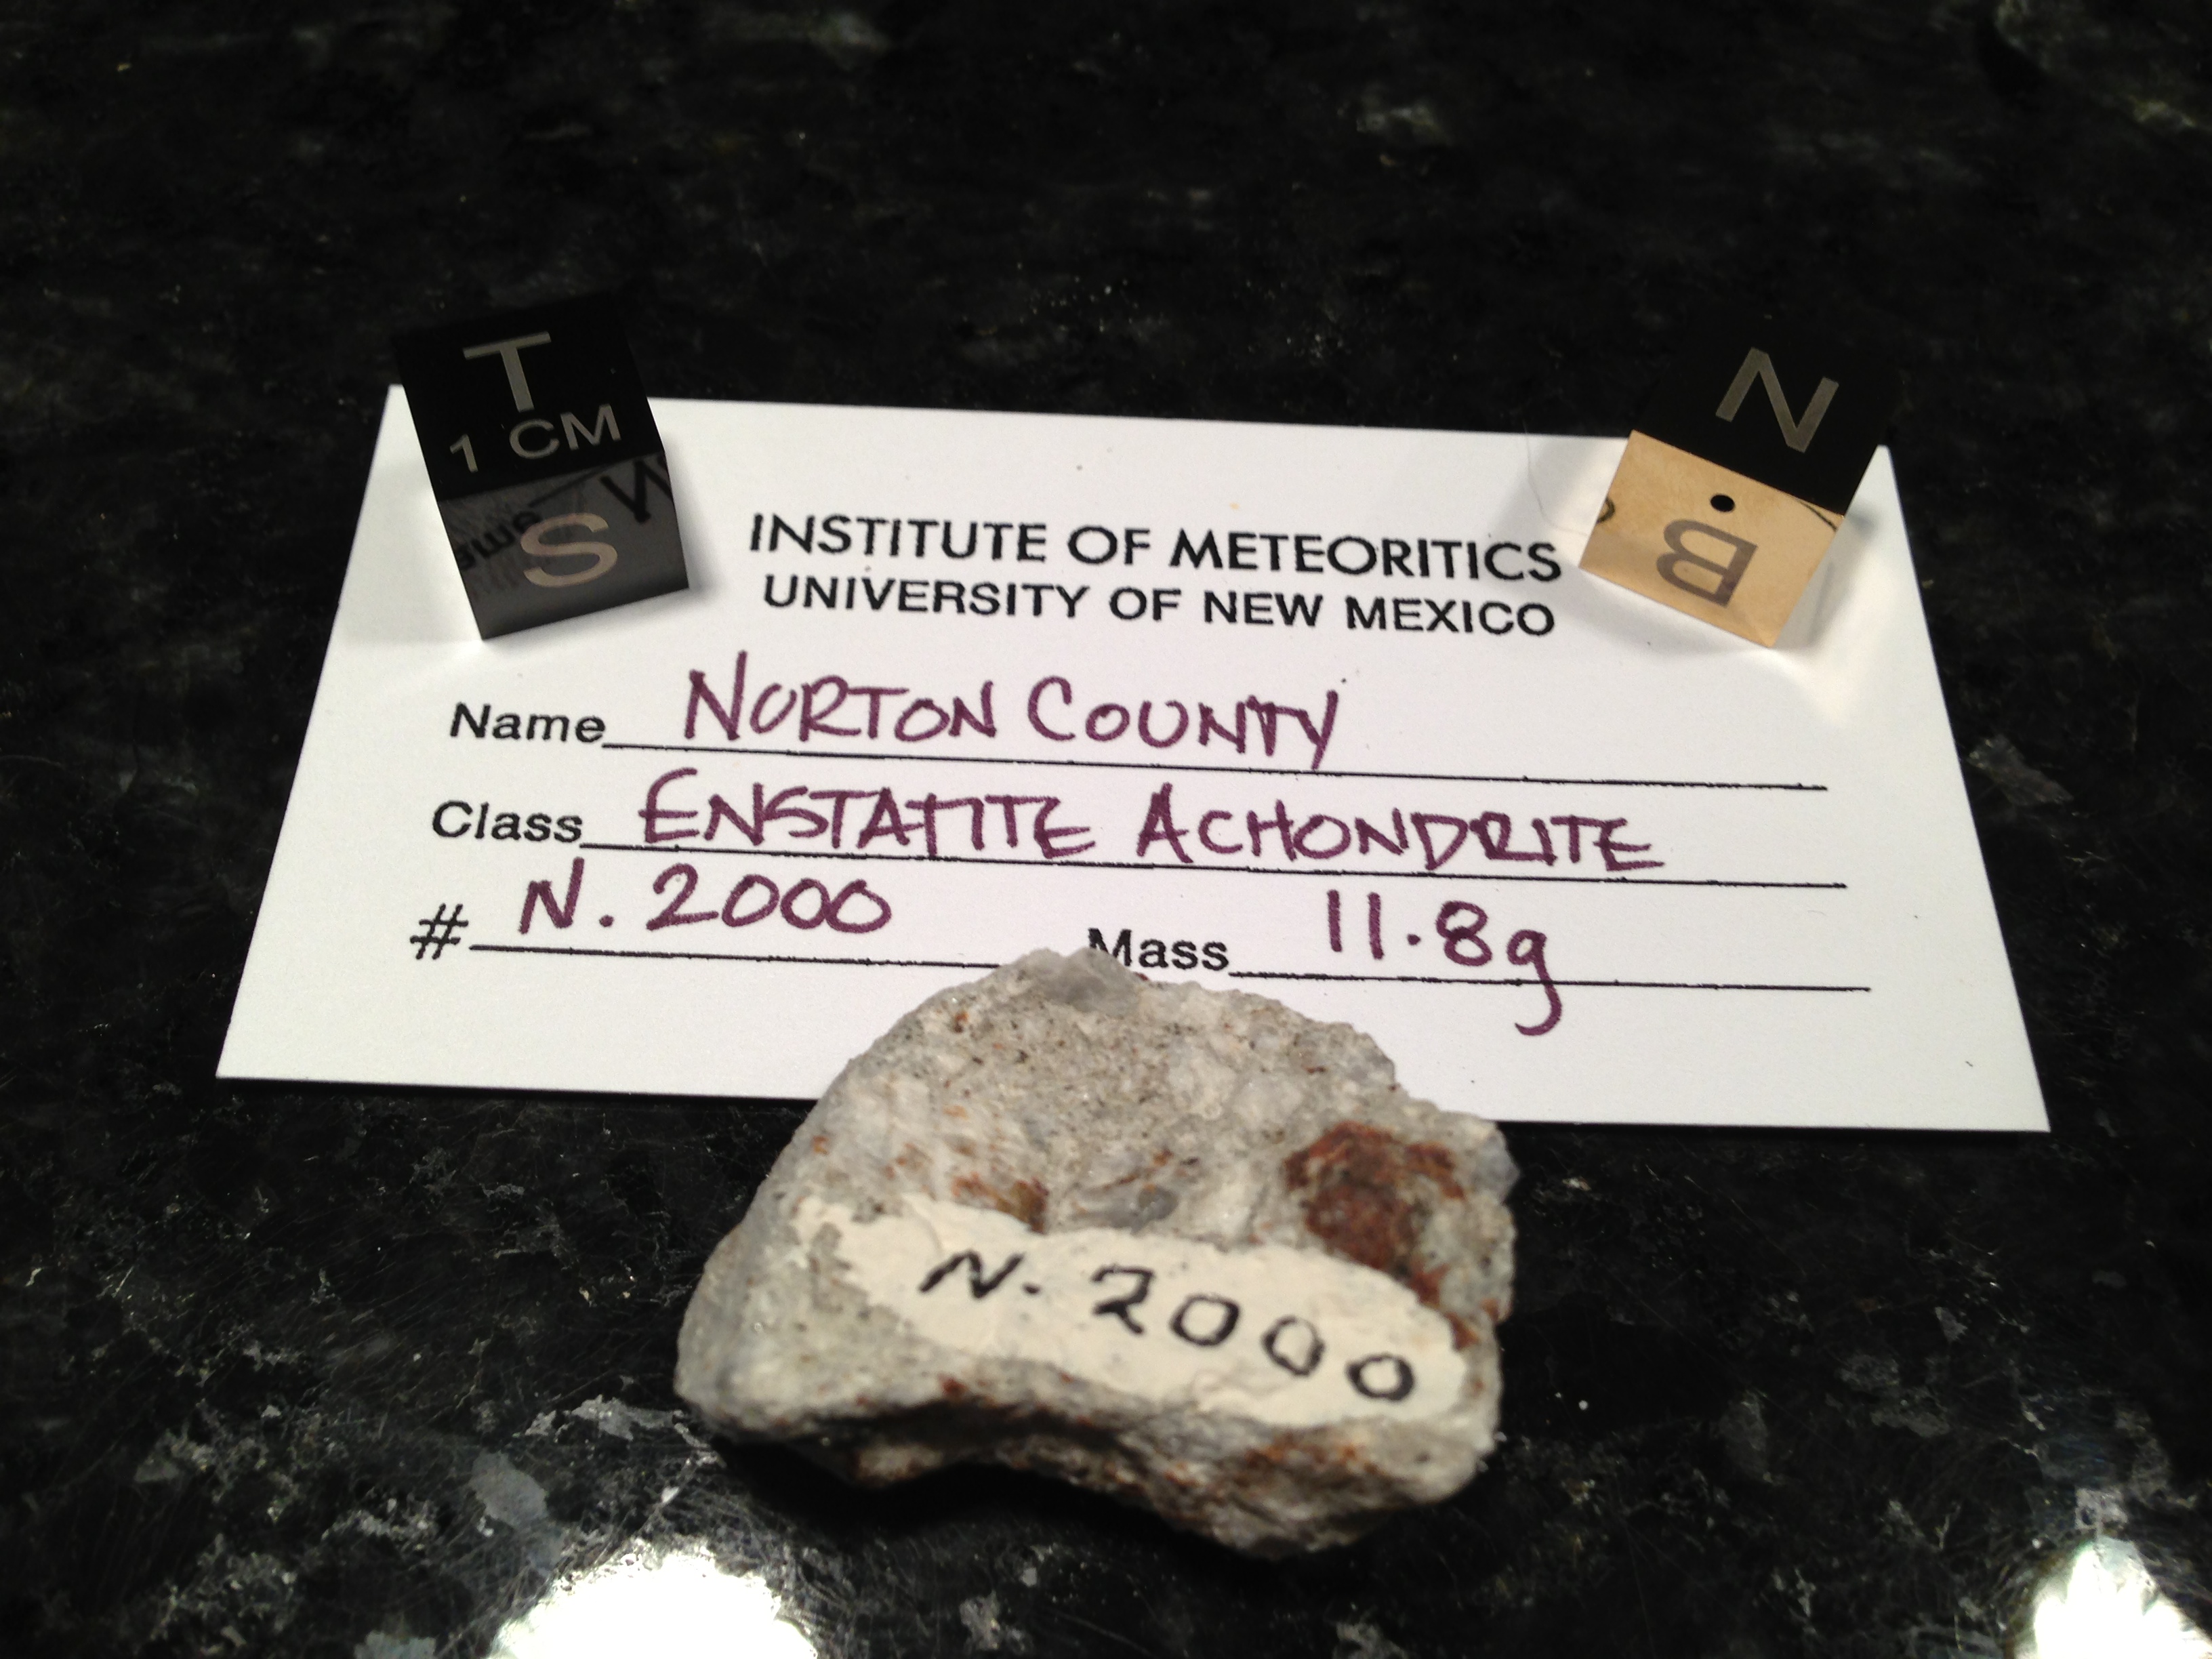 T
1 CM
S
N
B
INSTITUTE OF METEORITICS
UNIVERSITY OF NEW MEXICO
Name NORTON COUNTY
Class ENSTATITE ACHONDRITE
# N. 2000 Mass 11.8g
N. 2000